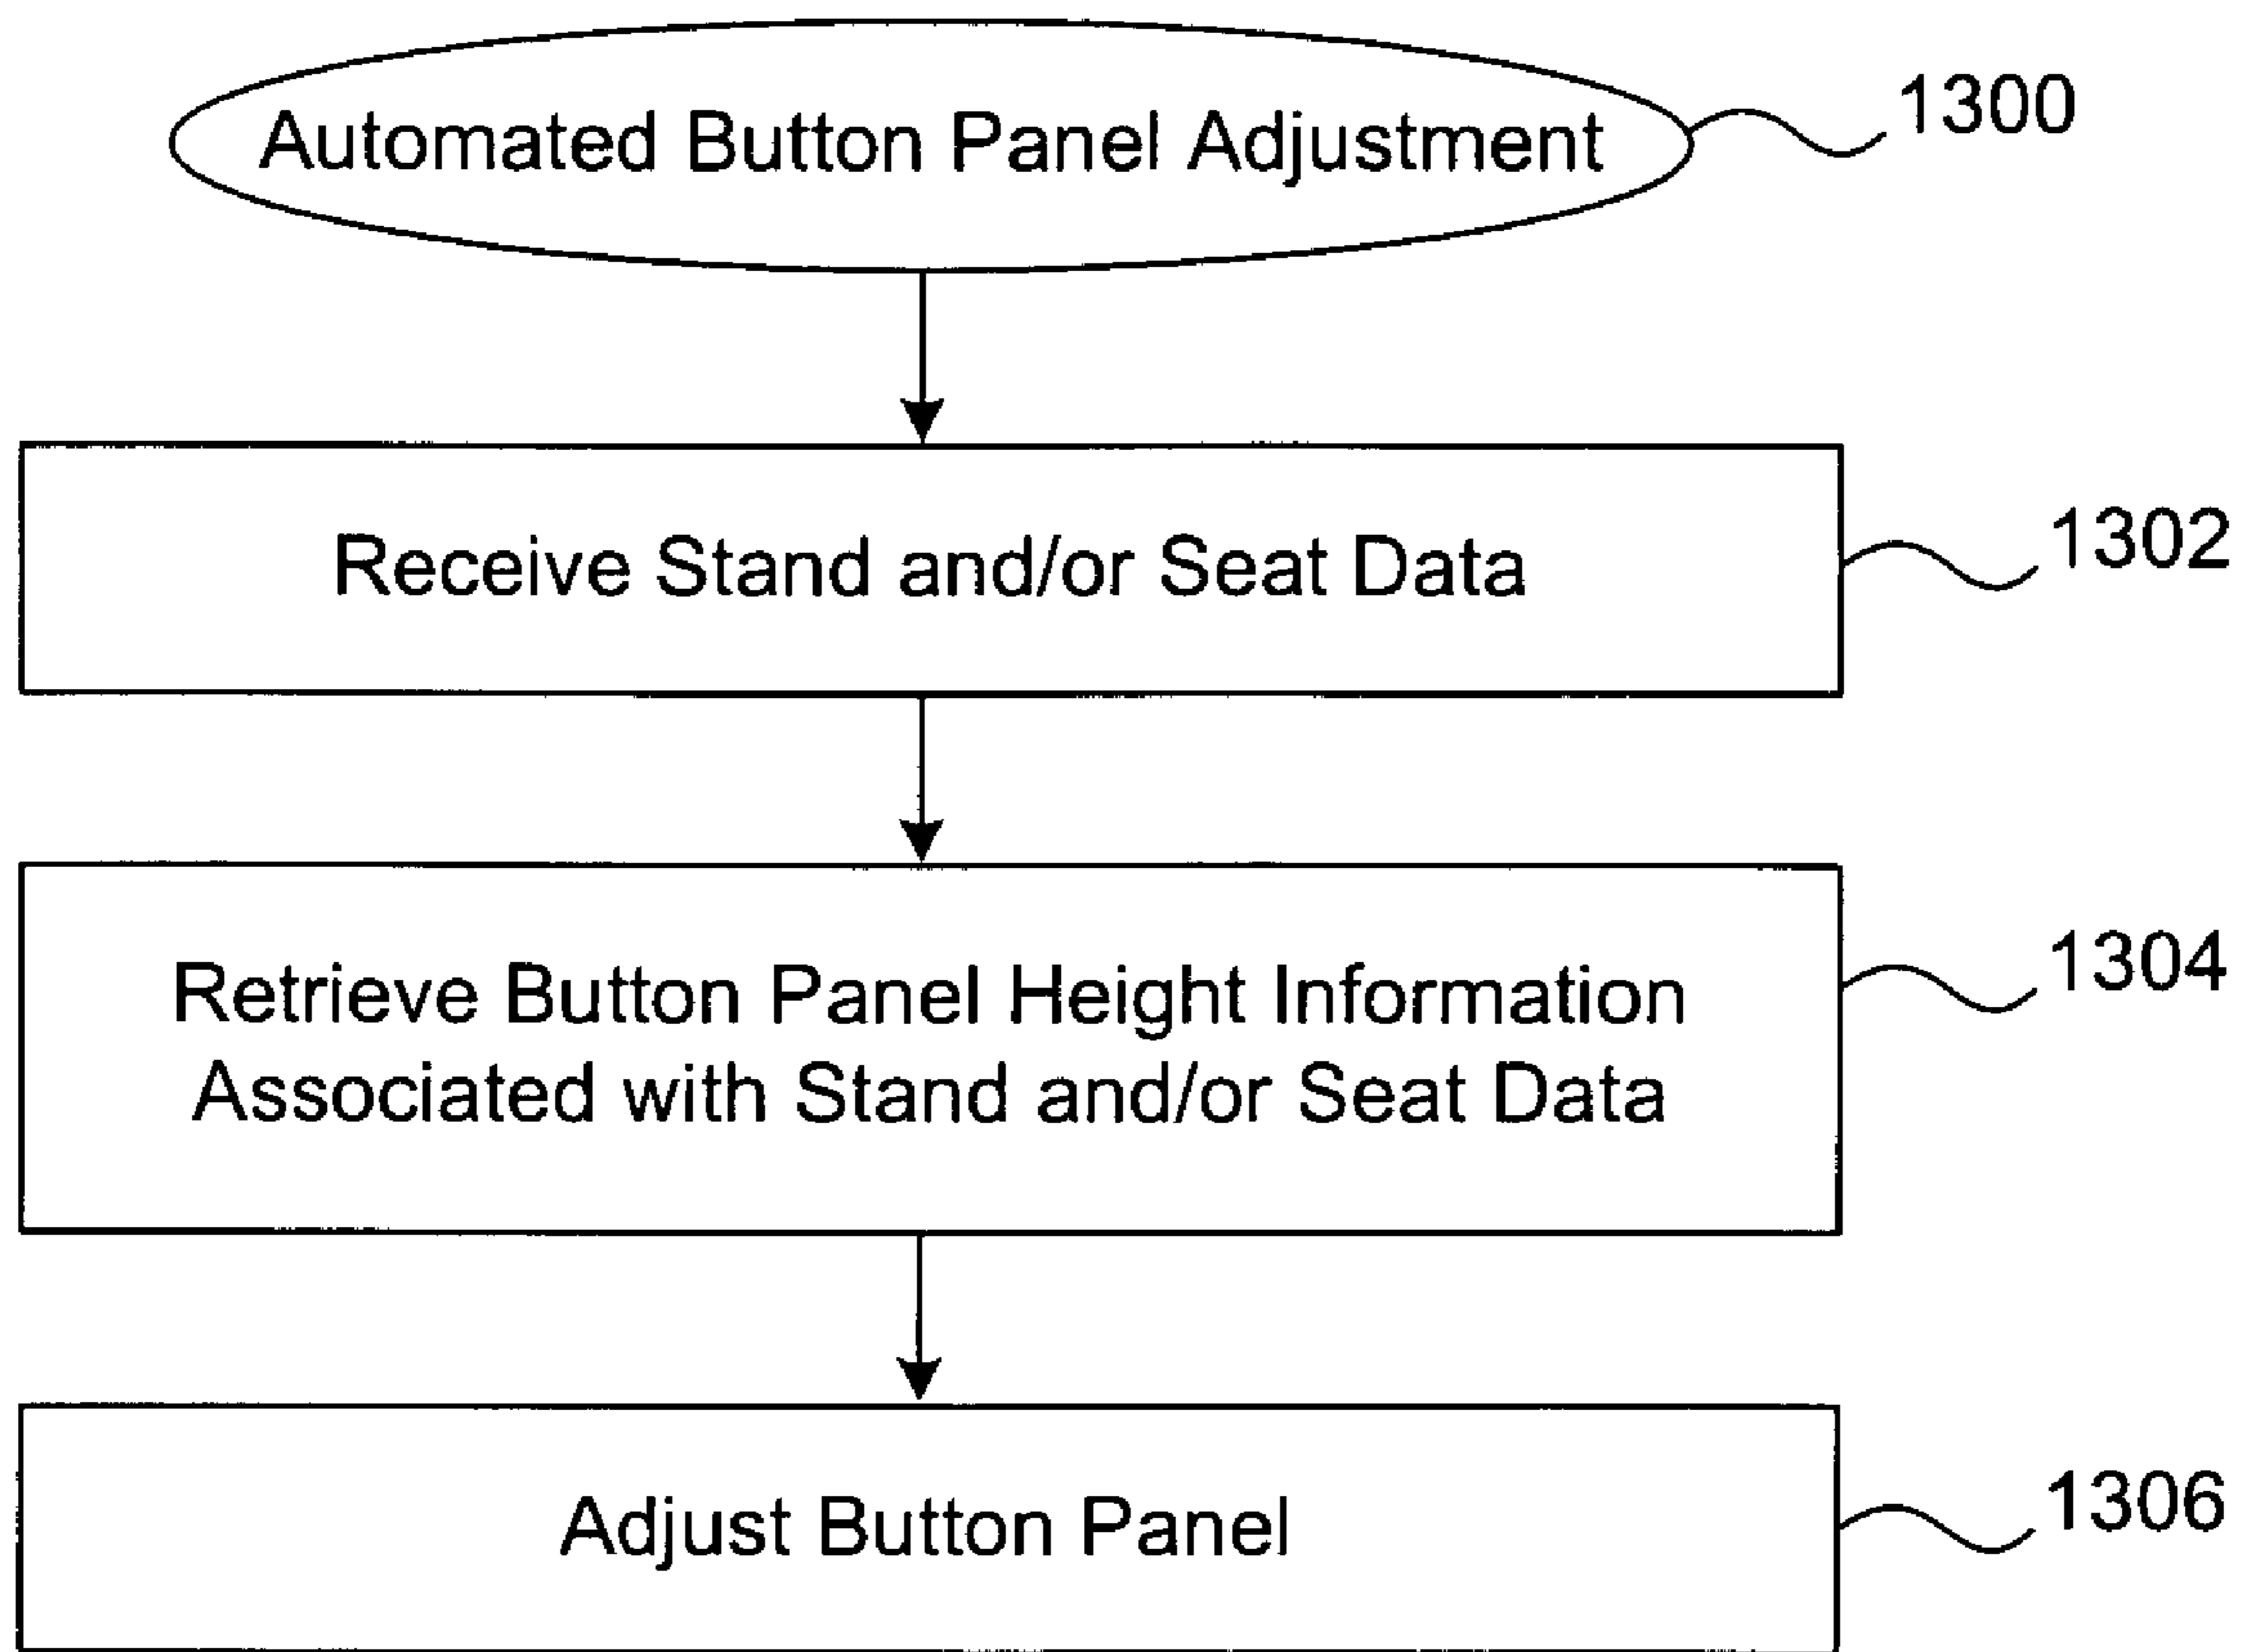 Automated Button Panel Adjustment
1300
Receive Stand and/or Seat Data
1302
Retrieve Button Panel Height Information
Associated with Stand and/or Seat Data
1304
Adjust Button Panel
1306